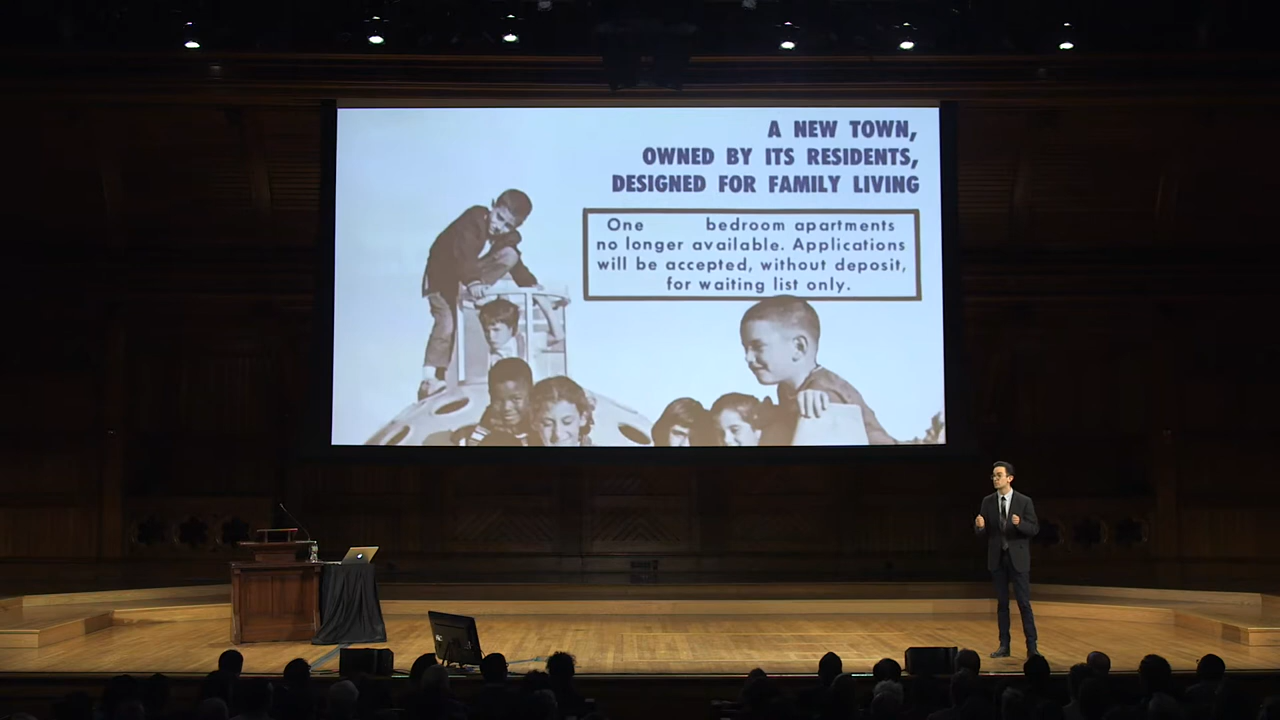 A NEW TOWN,
OWNED BY ITS RESIDENTS,
DESIGNED FOR FAMILY LIVING
One bedroom apartments
no longer available. Applications
will be accepted, without deposit,
for waiting list only.